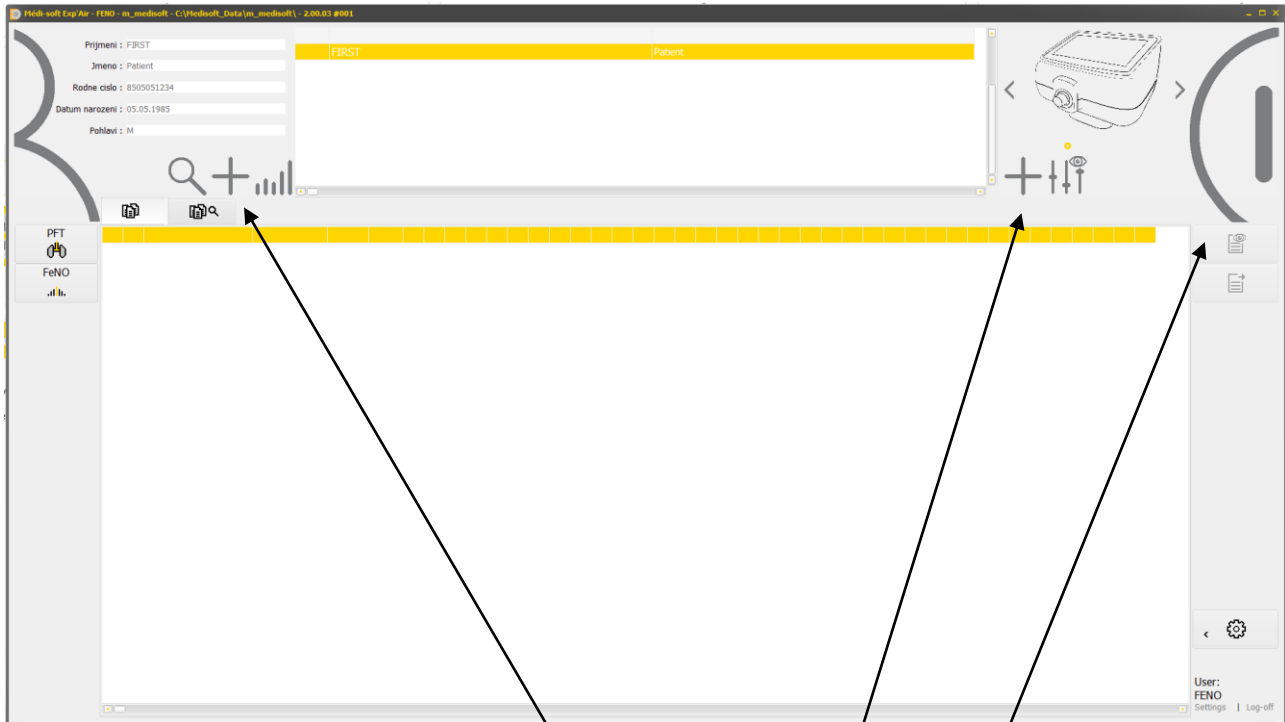 Médi-soft Exp'Air - FENO - m_medisoft - C:\Medisoft_Data\m_medisoft\ - 2.00.03 #001
Prijmeni : FIRST
Jmeno : Patient
Rodne cislo : 8505051234
Datum narozeni : 05.05.1985
Pohlavi : M
FIRST Patient
PFT
FeNO
User:
FENO
Settings | Log-off